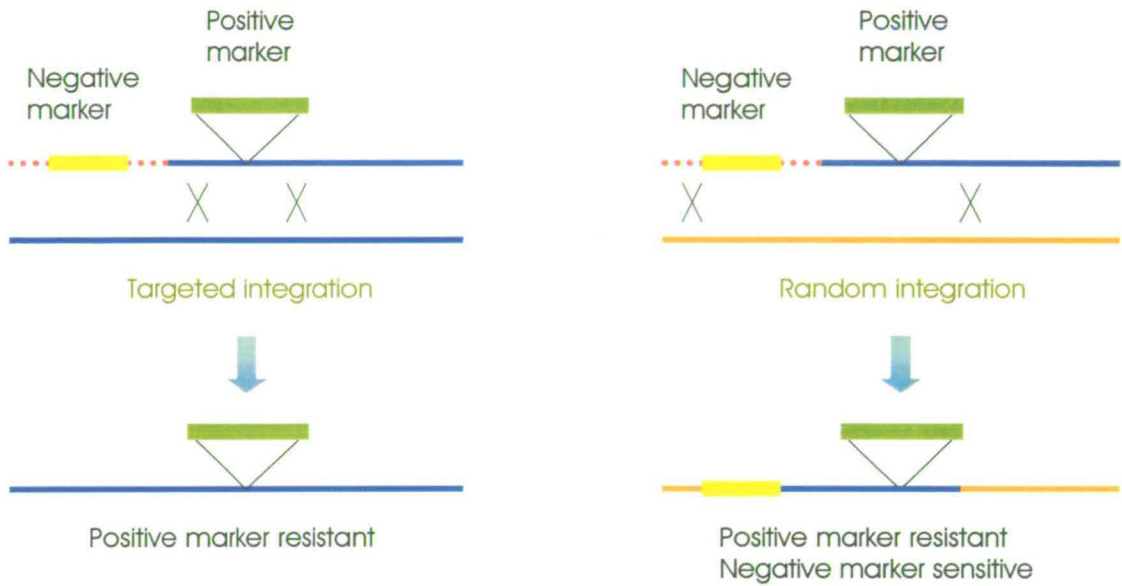 Positive
marker
Negative
marker
Targeted integration
Positive marker resistant
Positive
marker
Negative
marker
Random integration
Positive marker resistant
Negative marker sensitive